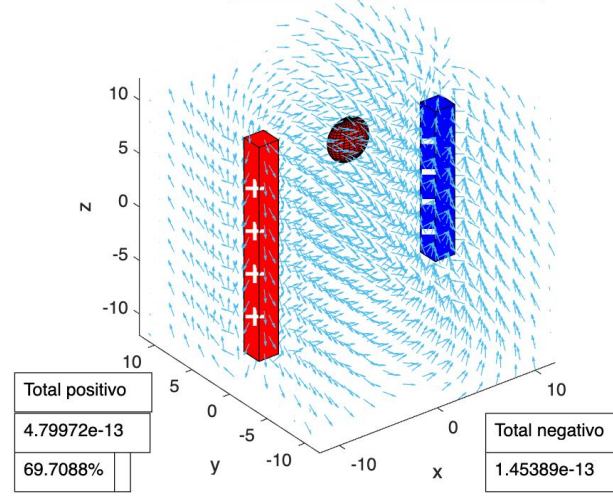 10
5
0
-5
-10
z
+
+
+
+
10
5
0
-5
-10
y
0
10
-10
x
Total positivo
4.79972e-13
69.7088%
Total negativo
1.45389e-13